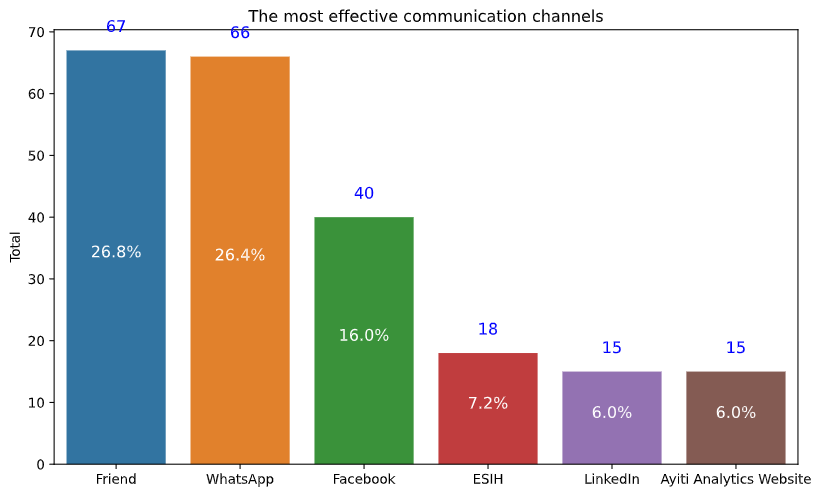 The most effective communication channels
67
66
40
18
15
15
26.8%
26.4%
16.0%
7.2%
6.0%
6.0%
Total
70
60
50
40
30
20
10
0
Friend
WhatsApp
Facebook
ESIH
LinkedIn
Ayiti Analytics Website